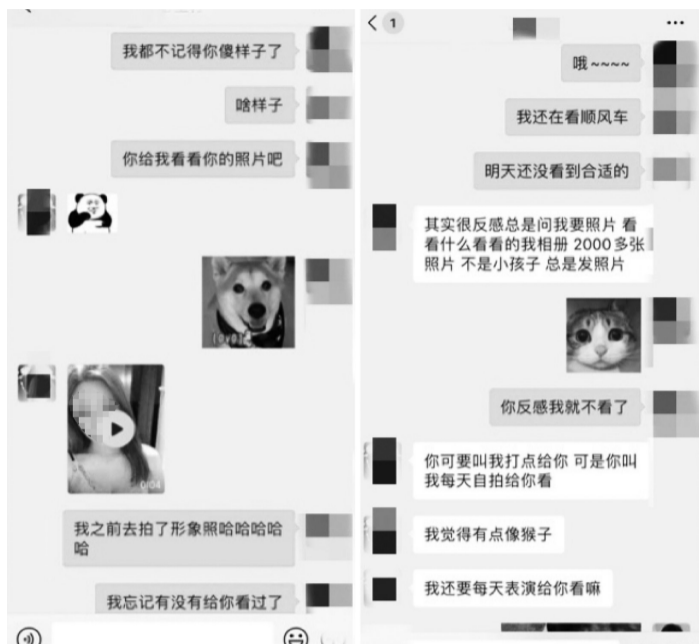 我都不记得你傻样子了
啥样子
你给我看看你的照片吧
0:04
我之前去拍了形象照哈哈哈哈
哈
我忘记有没有给你看过了
1
哦~~~~
我还在看顺风车
明天还没看到合适的
其实很反感总是问我要照片 看
看什么看看的我相册 2000多张
照片 不是小孩子 总是发照片
你反感我就不看了
你可要叫我打点给你 可是你叫
我每天自拍给你看
我觉得有点像猴子
我还要每天表演给你看嘛